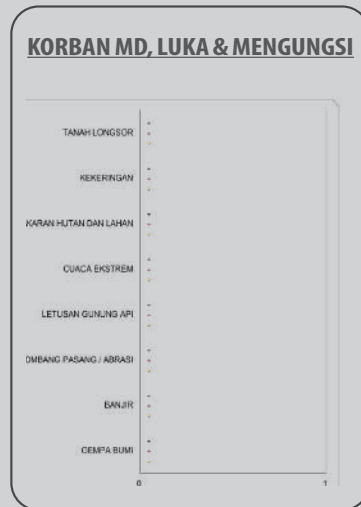 KORBAN MD, LUKA & MENGUNGSI
TANAH LONGSOR
KEKERINGAN
KARAN HUTAN DAN LAHAN
CUACA EKSTREM
LETUSAN GUNUNG API
OMBANG PASANG / ABRASI
BANJIR
GEMPA BUMI
0 1